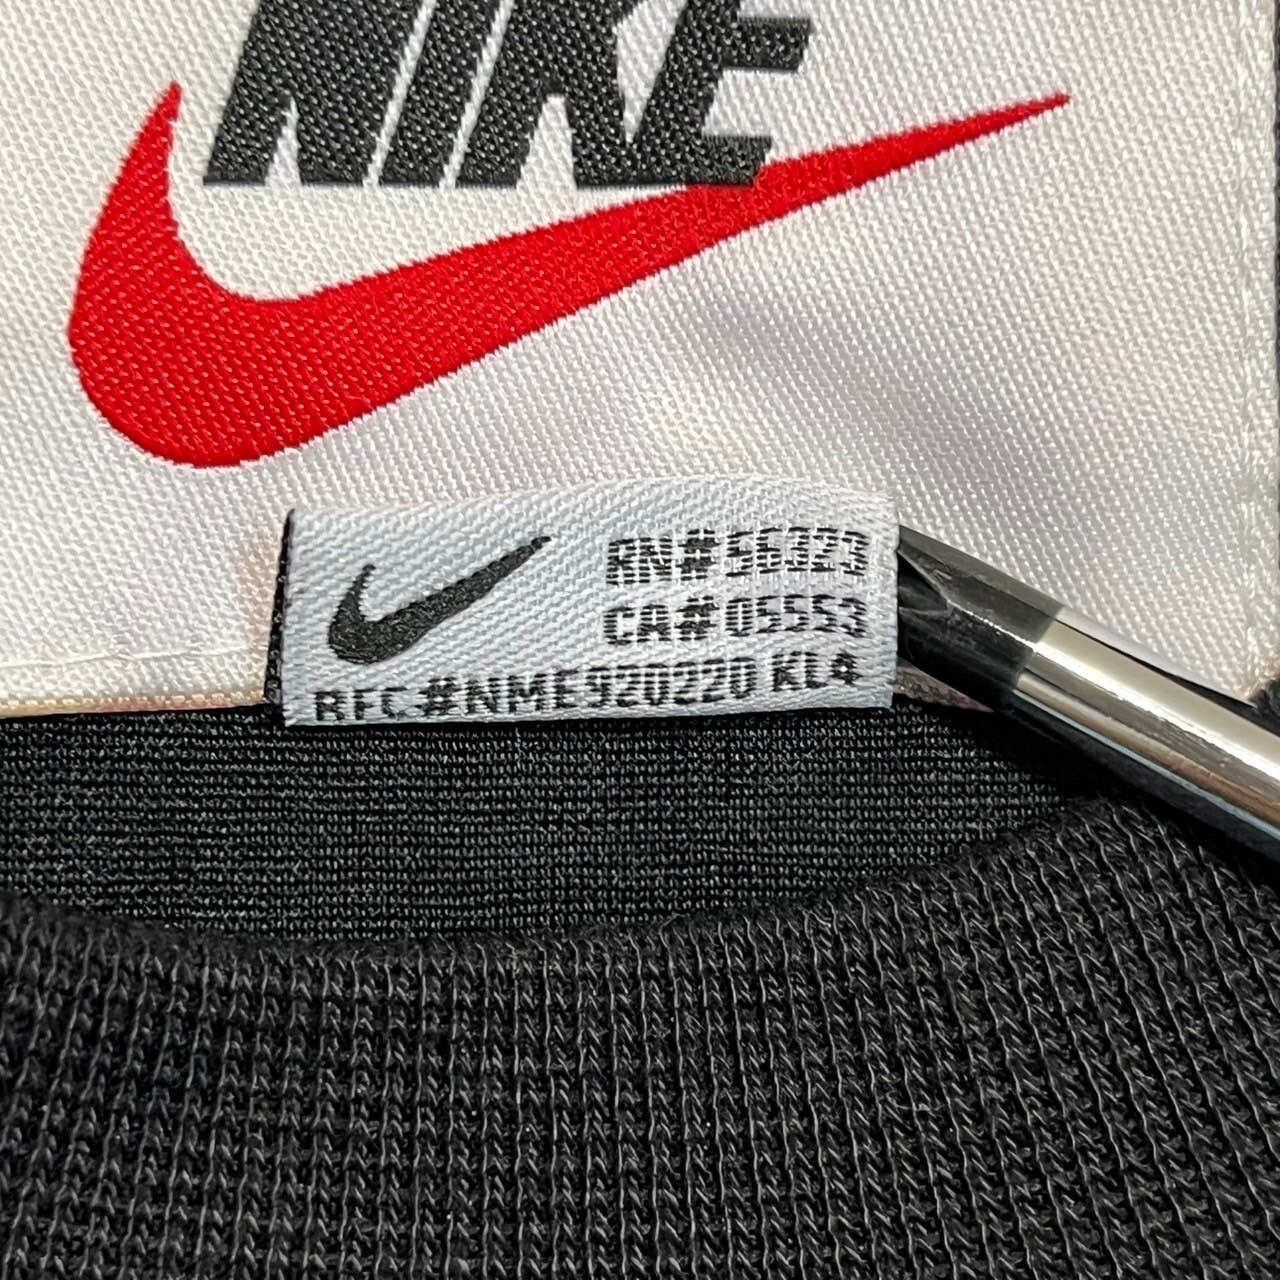 NIKE
RN#56323
CA#05553
RFC#NME920220 KL4